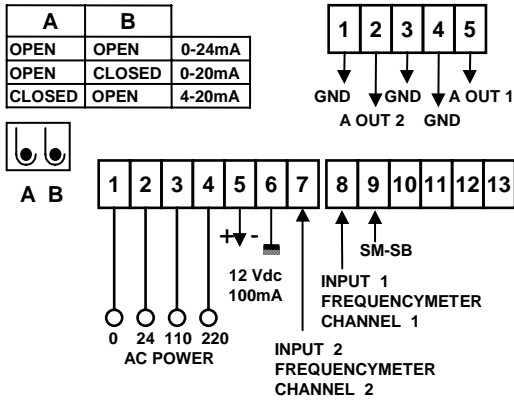 A B
OPEN OPEN 0-24mA
OPEN CLOSED 0-20mA
CLOSED OPEN 4-20mA
1 2 3 4 5
GND GND A OUT 1
A OUT 2 GND
A B
1 2 3 4 5 6 7 8 9 10 11 12 13
+ -
12 Vdc
100mA
SM-SB
INPUT 1
FREQUENCYMETER
CHANNEL 1
0 24 110 220
AC POWER
INPUT 2
FREQUENCYMETER
CHANNEL 2